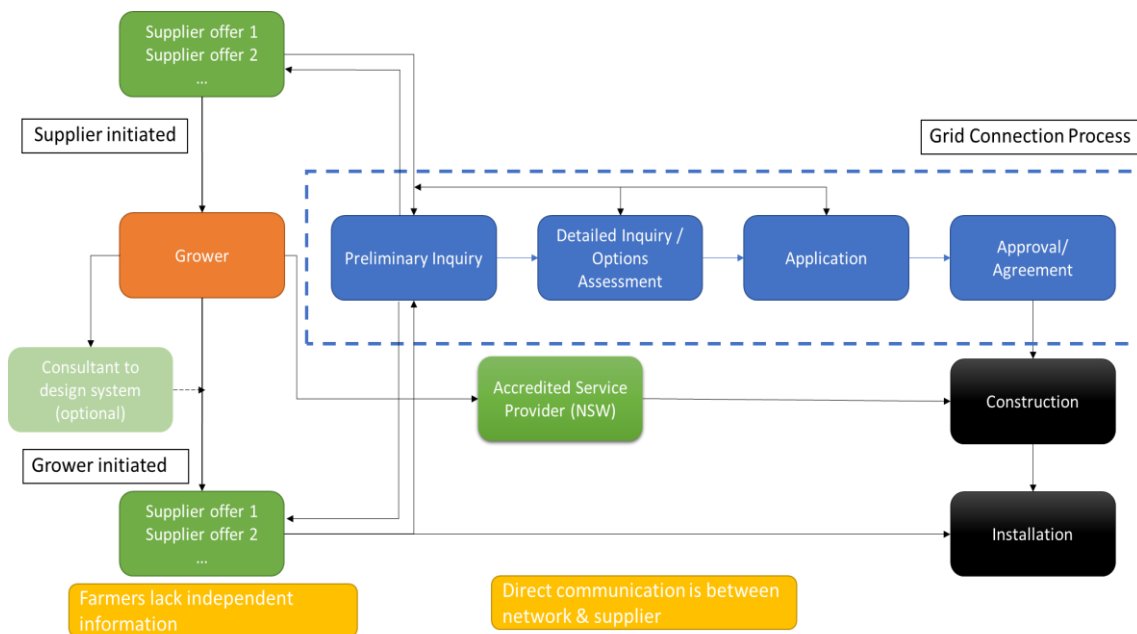 Supplier offer 1
Supplier offer 2
...
Supplier initiated
Grid Connection Process
Grower
Preliminary Inquiry
Detailed Inquiry /
Options
Assessment
Application
Approval/
Agreement
Consultant to
design system
(optional)
Accredited Service
Provider (NSW)
Construction
Grower initiated
Supplier offer 1
Supplier offer 2
...
Installation
Farmers lack independent
information
Direct communication is between
network & supplier